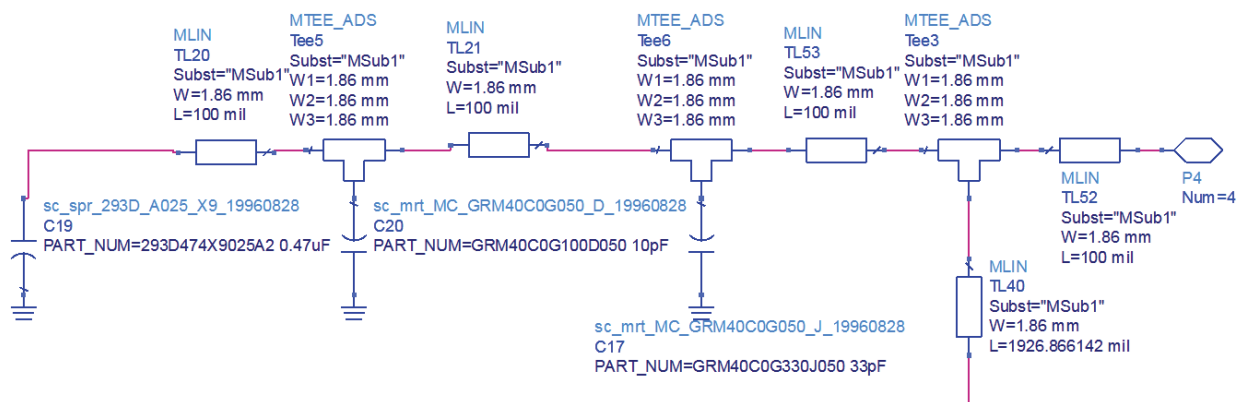 MLIN
TL20
Subst="MSub1"
W=1.86 mm
L=100 mil
MTEE_ADS
Tee5
Subst="MSub1"
W1=1.86 mm
W2=1.86 mm
W3=1.86 mm
MLIN
TL21
Subst="MSub1"
W=1.86 mm
L=100 mil
MTEE_ADS
Tee6
Subst="MSub1"
W1=1.86 mm
W2=1.86 mm
W3=1.86 mm
MLIN
TL53
Subst="MSub1"
W=1.86 mm
L=100 mil
MTEE_ADS
Tee3
Subst="MSub1"
W1=1.86 mm
W2=1.86 mm
W3=1.86 mm
MLIN
TL52
Subst="MSub1"
W=1.86 mm
L=100 mil
P4
Num=4
sc_spr_293D_A025_X9_19960828
C19
PART_NUM=293D474X9025A2 0.47uF
sc_mrt_MC_GRM40C0G050_D_19960828
C20
PART_NUM=GRM40C0G100D050 10pF
sc_mrt_MC_GRM40C0G050_J_19960828
C17
PART_NUM=GRM40C0G330J050 33pF
MLIN
TL40
Subst="MSub1"
W=1.86 mm
L=1926.866142 mil